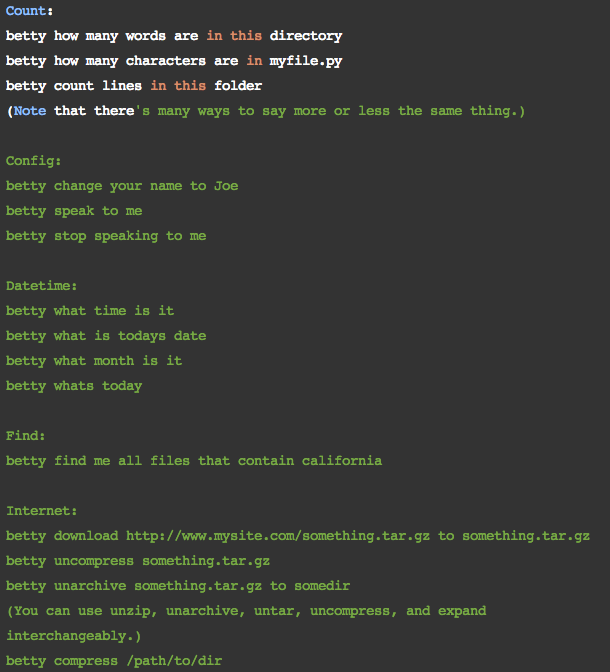 Count:
betty how many words are in this directory
betty how many characters are in myfile.py
betty count lines in this folder
(Note that there's many ways to say more or less the same thing.)
Config:
betty change your name to Joe
betty speak to me
betty stop speaking to me
Datetime:
betty what time is it
betty what is todays date
betty what month is it
betty whats today
Find:
betty find me all files that contain california
Internet:
betty download http://www.mysite.com/something.tar.gz to something.tar.gz
betty uncompress something.tar.gz
betty unarchive something.tar.gz to somedir
(You can use unzip, unarchive, untar, uncompress, and expand
interchangeably.)
betty compress /path/to/dir